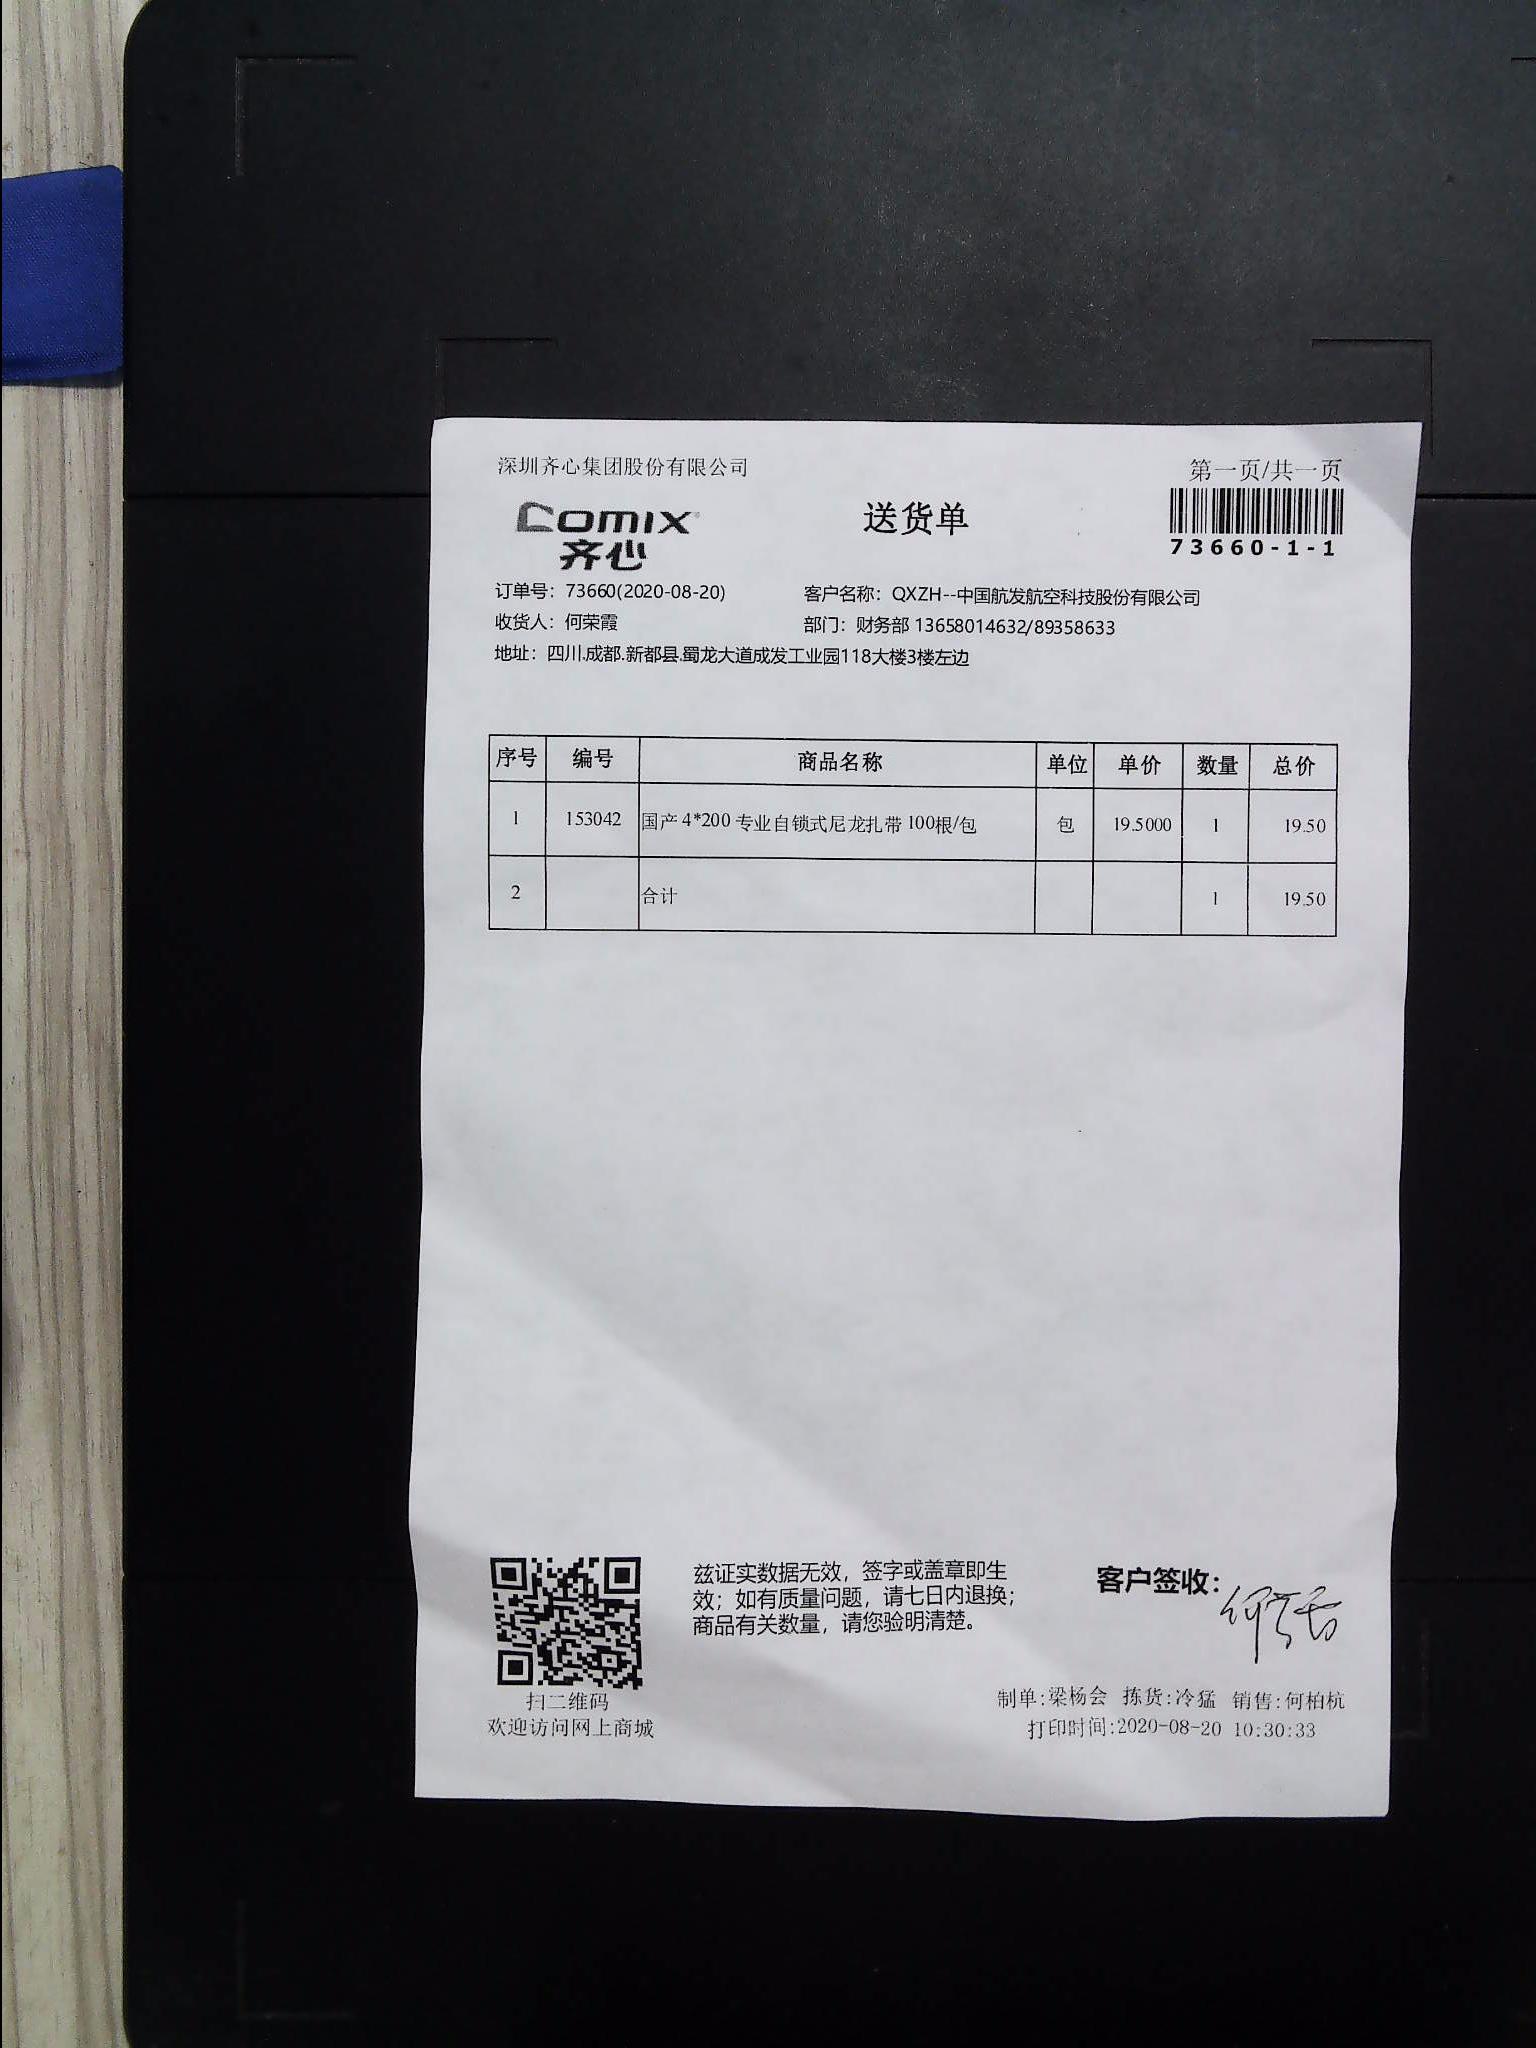 深圳齐心集团股份有限公司
第一页/共一页
comix
齐心
送货单
73660-1-1
订单号：73660(2020-08-20)
客户名称：QXZH--中国航发航空科技股份有限公司
收货人：何荣霞
部门：财务部 13658014632/89358633
地址：四川.成都.新都县.蜀龙大道成发工业园118大楼3楼左边
序号 编号 商品名称 单位 单价 数量 总价
1 153042 国产 4*200 专业自锁式尼龙扎带 100根/包 包 19.5000 1 19.50
2 合计 1 19.50
兹证实数据无效，签字或盖章即生
效；如有质量问题，请七日内退换；
商品有关数量，请您验明清楚。
客户签收：
扫二维码
欢迎访问网上商城
制单:梁杨会 拣货:冷猛 销售:何柏杭
打印时间:2020-08-20 10:30:33